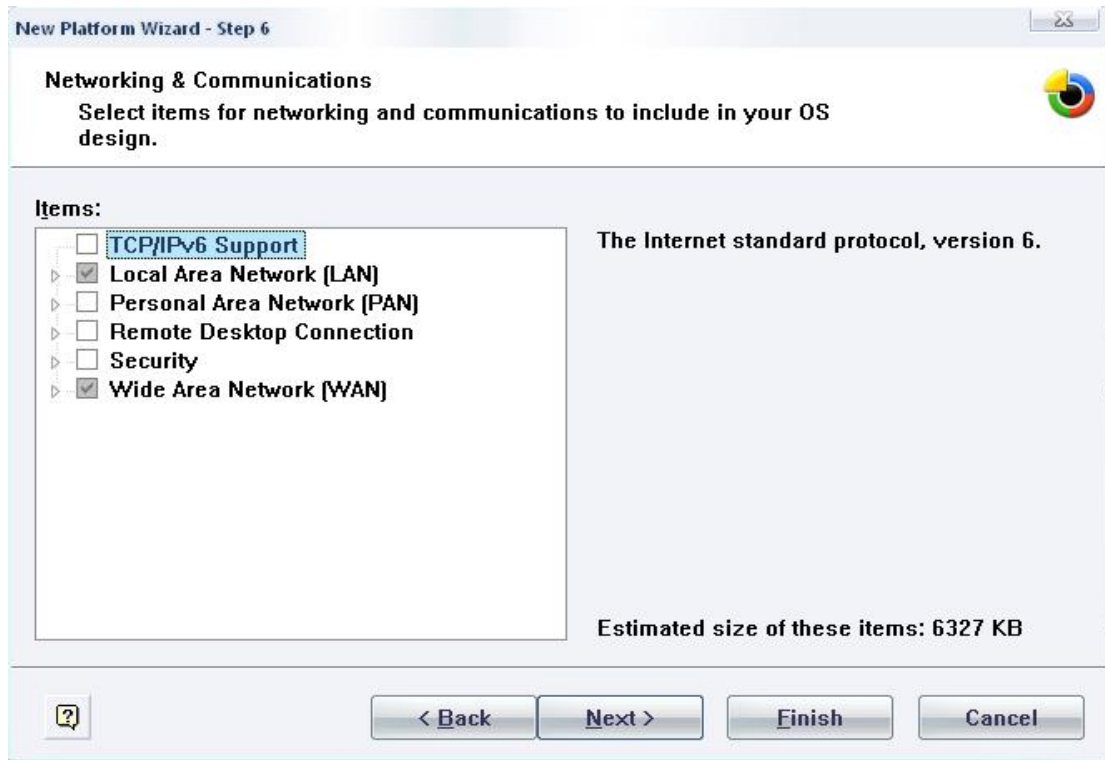 New Platform Wizard - Step 6
Networking & Communications
Select items for networking and communications to include in your OS
design.
Items:
TCP/IPv6 Support
The Internet standard protocol, version 6.
Local Area Network (LAN)
Personal Area Network (PAN)
Remote Desktop Connection
Security
Wide Area Network (WAN)
Estimated size of these items: 6327 KB
< Back
Next >
Finish
Cancel